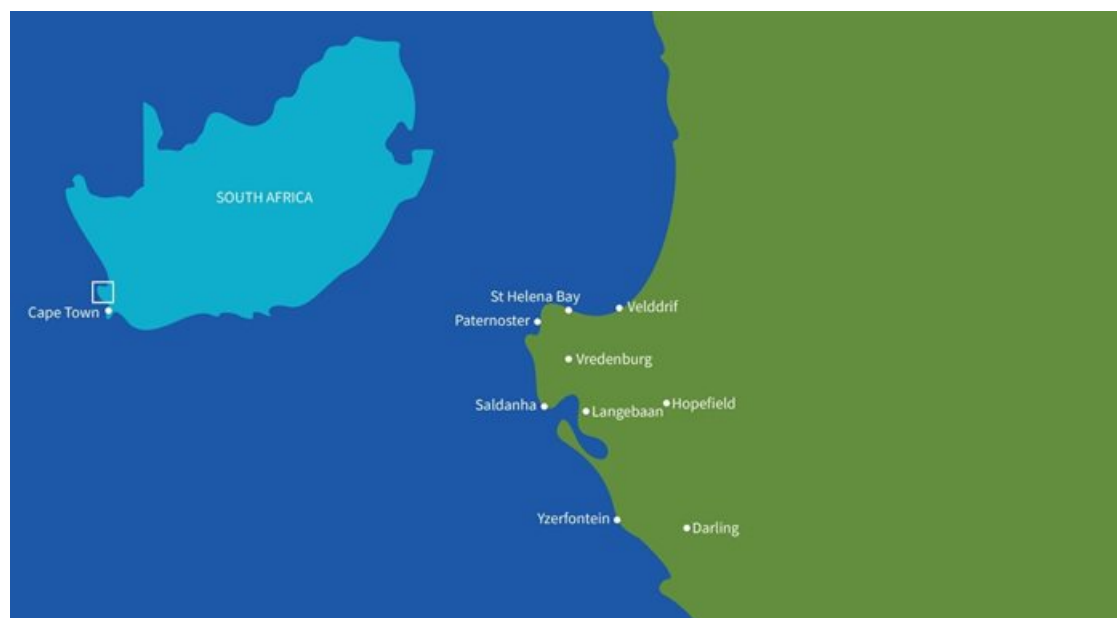 SOUTH AFRICA
Cape Town
St Helena Bay
Velddrif
Paternoster
Vredenburg
Saldanha
Langebaan
Hopefield
Yzerfontein
Darling